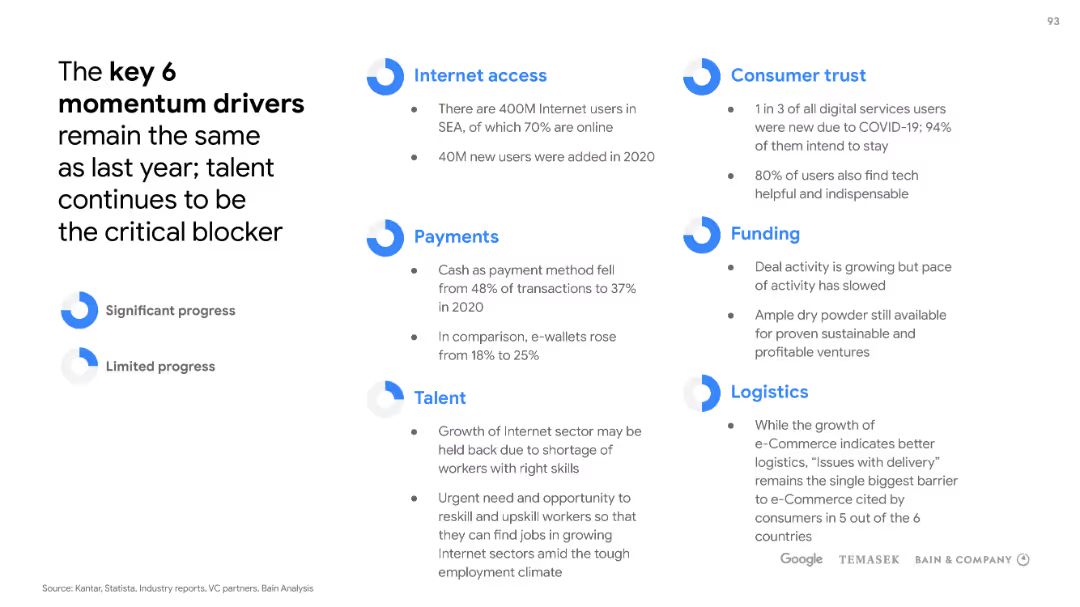 93
The key 6
momentum drivers
remain the same
as last year; talent
continues to be
the critical blocker
Significant progress
Limited progress
Internet access
• There are 400M Internet users in
SEA, of which 70% are online
• 40M new users were added in 2020
Payments
• Cash as payment method fell
from 48% of transactions to 37%
in 2020
• In comparison, e-wallets rose
from 18% to 25%
Talent
• Growth of Internet sector may be
held back due to shortage of
workers with right skills
• Urgent need and opportunity to
reskill and upskill workers so that
they can find jobs in growing
Internet sectors amid the tough
employment climate
Consumer trust
• 1 in 3 of all digital services users
were new due to COVID-19; 94%
of them intend to stay
• 80% of users also find tech
helpful and indispensable
Funding
• Deal activity is growing but pace
of activity has slowed
• Ample dry powder still available
for proven sustainable and
profitable ventures
Logistics
• While the growth of
e-Commerce indicates better
logistics, “Issues with delivery”
remains the single biggest barrier
to e-Commerce cited by
consumers in 5 out of the 6
countries
Google TEMASEK BAIN & COMPANY
Source: Kantar, Statista, Industry reports, VC partners, Bain Analysis